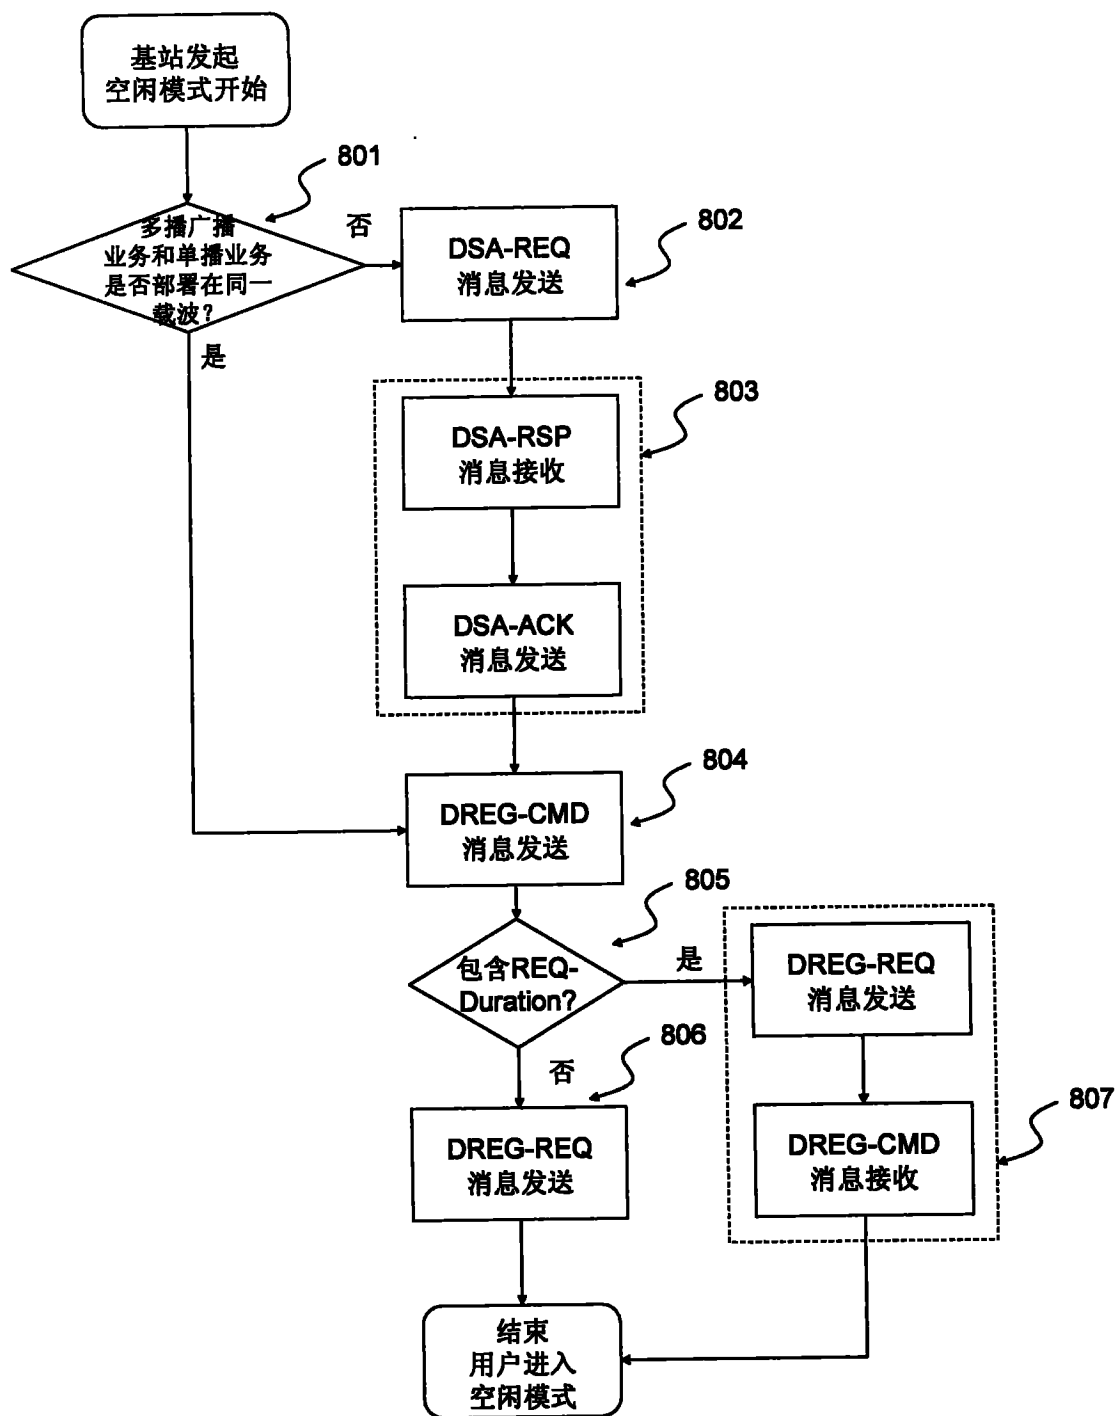 基站发起
空闲模式开始
801
多播广播
业务和单播业务
是否部署在同一
载波?
否
是
DSA-REQ
消息发送
802
803
DSA-RSP
消息接收
DSA-ACK
消息发送
804
DREG-CMD
消息发送
805
包含REQ-
Duration?
是
否
DREG-REQ
消息发送
806
DREG-REQ
消息发送
807
DREG-CMD
消息接收
结束
用户进入
空闲模式